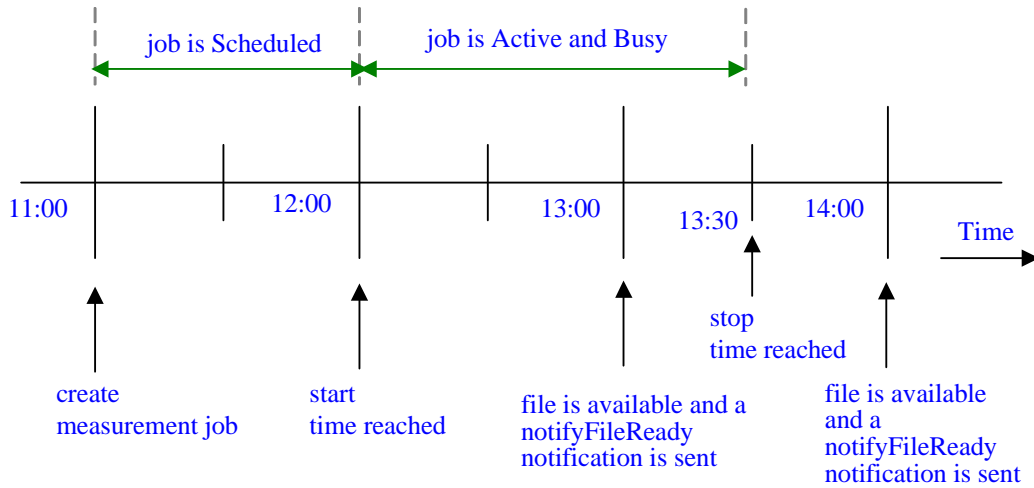 job is Scheduled
job is Active and Busy
11:00
12:00
13:00
13:30
14:00
Time
create
measurement job
start
time reached
file is available and a
notifyFileReady
notification is sent
stop
time reached
file is available
and a
notifyFileReady
notification is sent